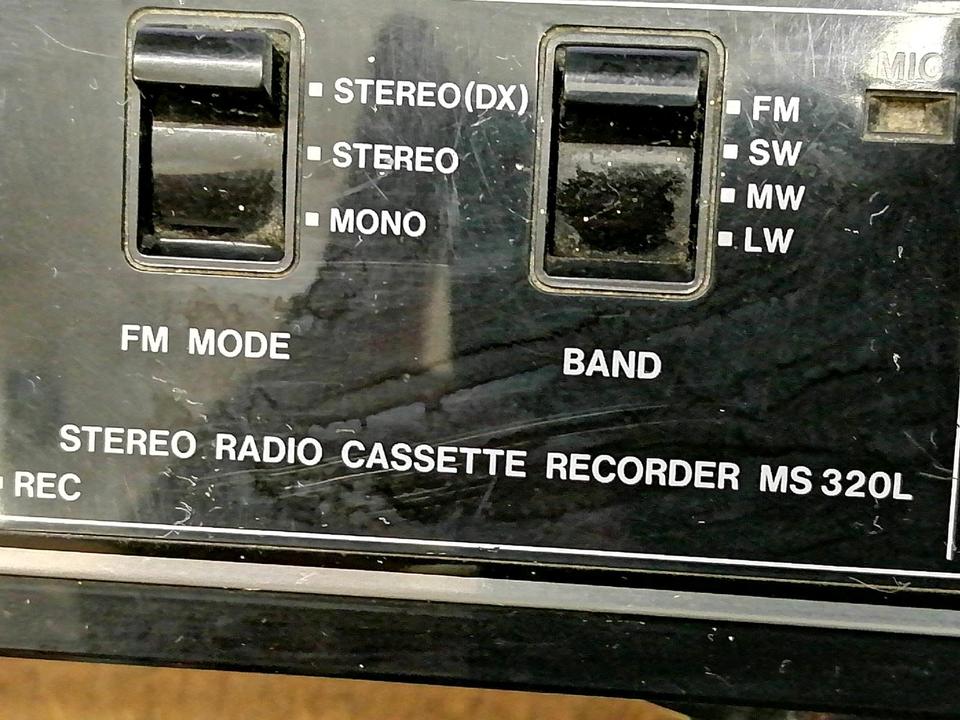 STEREO(DX)
STEREO
MONO
FM MODE
FM
SW
MW
LW
BAND
MIC
STEREO RADIO CASSETTE RECORDER MS 320L
REC